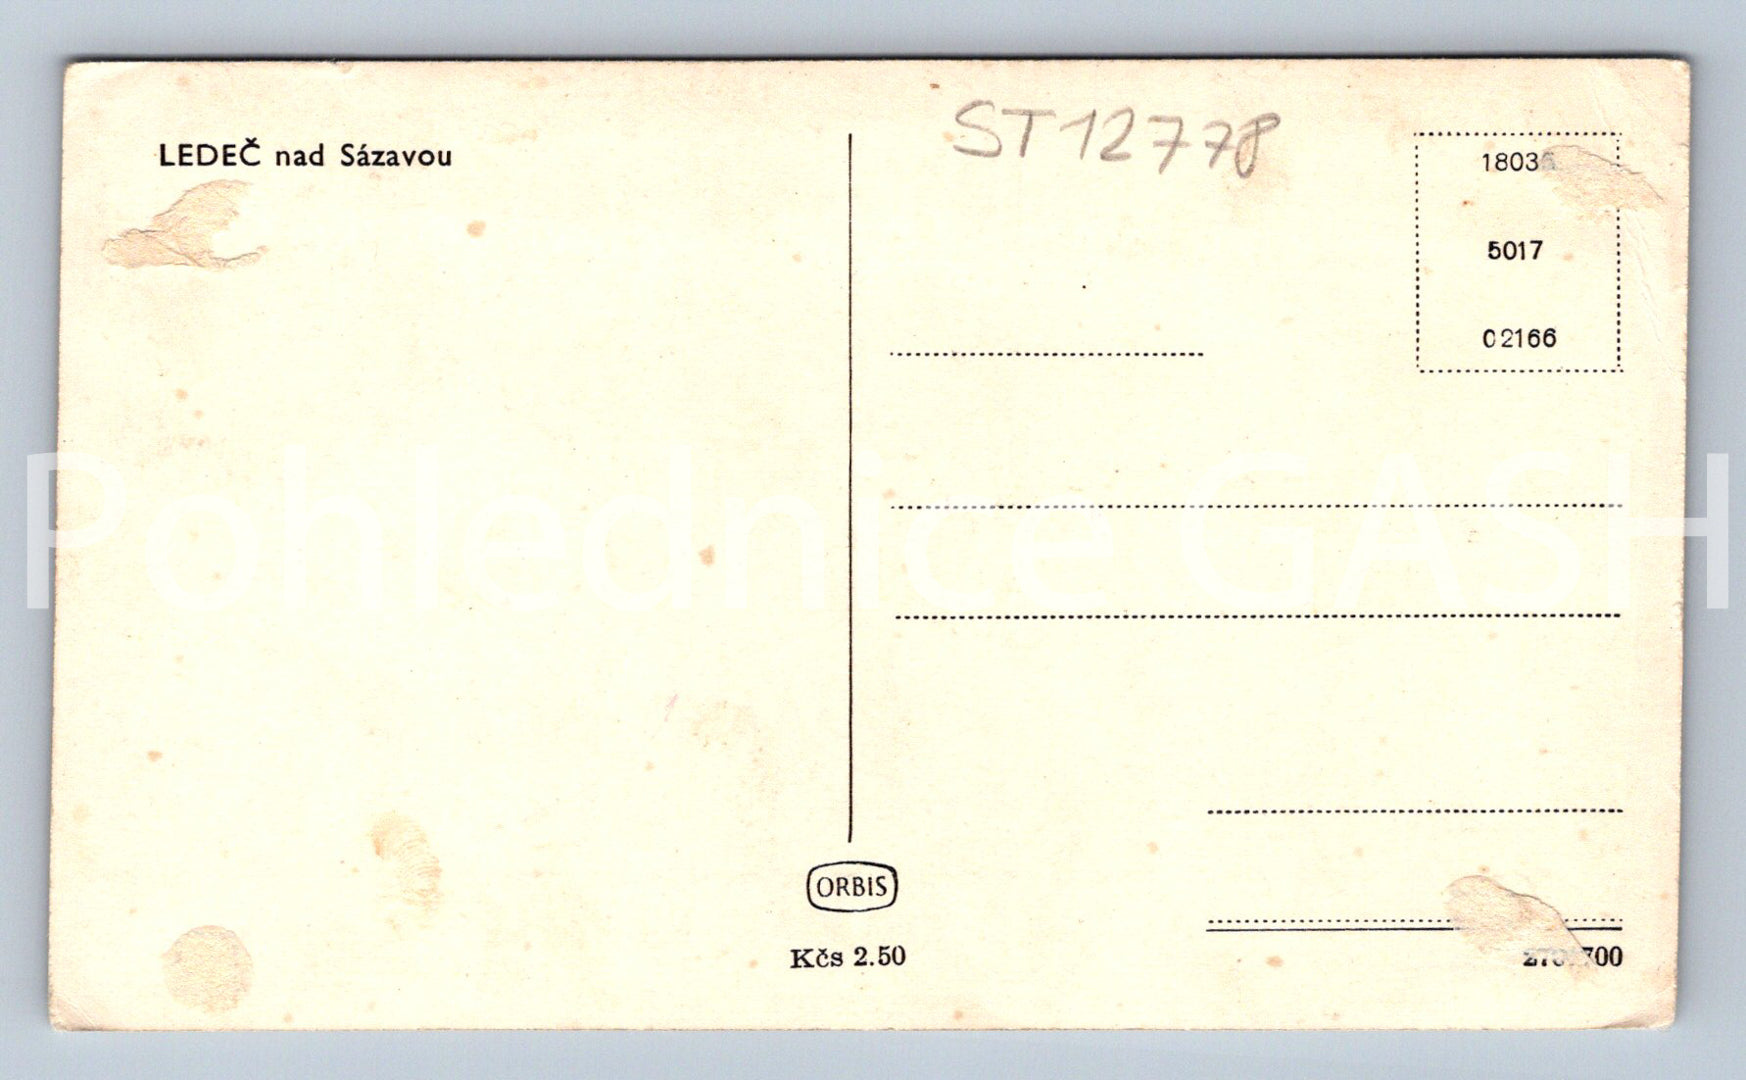 LEDEČ nad Sázavou
ST12778
5017
02166
Pohlednice GASH
ORBIS
Kčs 2.50